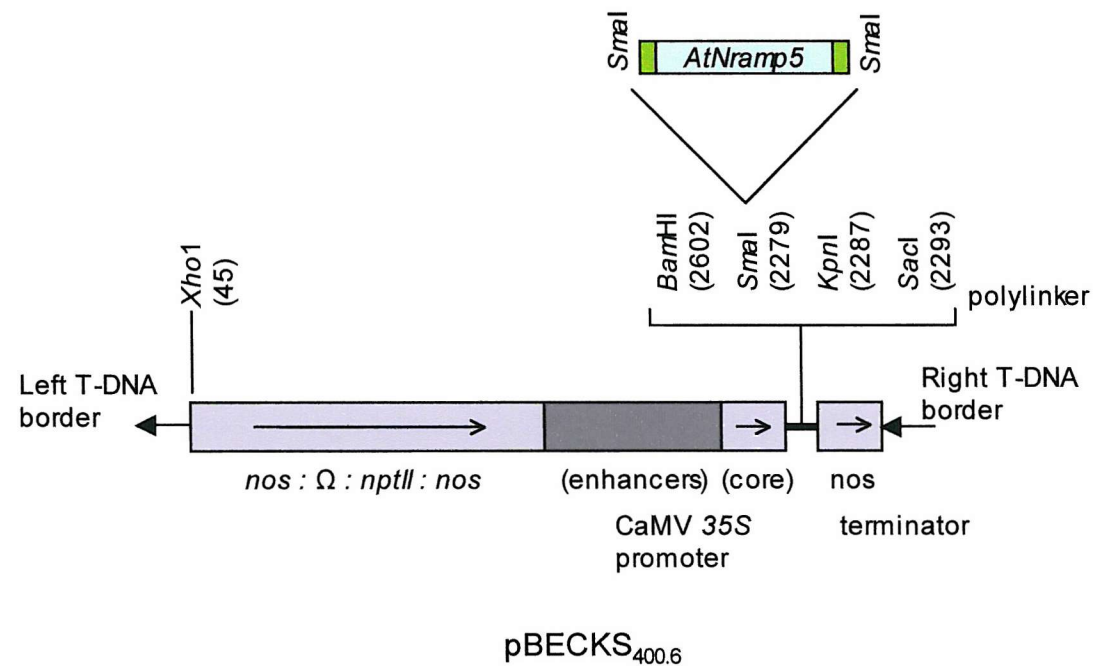 SmaI
AtNramp5
SmaI
BamHI
(2602)
SmaI
(2279)
KpnI
(2287)
SacI
(2293)
polylinker
Xho1
(45)
Left T-DNA
border
Right T-DNA
border
nos : Ω : nptII : nos
(enhancers) (core)
nos
CaMV 35S
promoter
terminator
pBECKS400.6